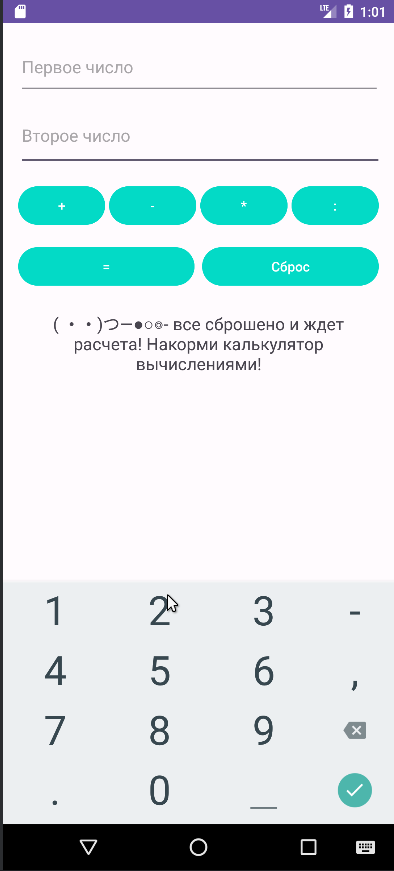 LTE 1:01
Первое число
Второе число
+ - * :
= Сброс
( ・・)つ─●○◎- все сброшено и ждет
расчета! Накорми калькулятор
вычислениями!
1 2 3 -
4 5 6 ,
7 8 9
. 0 _